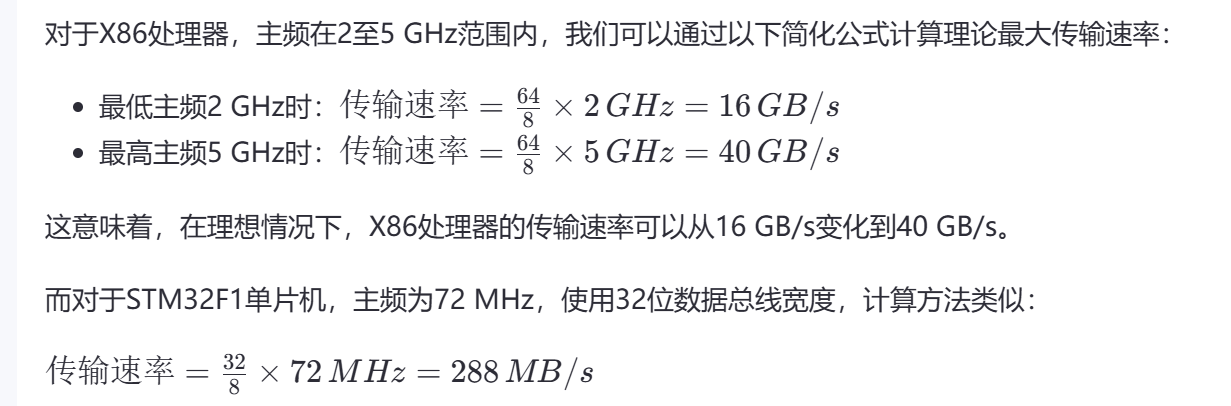 对于X86处理器，主频在2至5 GHz范围内，我们可以通过以下简化公式计算理论最大传输速率：
• 最低主频2 GHz时：传输速率 = 64/8 × 2 GHz = 16 GB/s
• 最高主频5 GHz时：传输速率 = 64/8 × 5 GHz = 40 GB/s
这意味着，在理想情况下，X86处理器的传输速率可以从16 GB/s变化到40 GB/s。
而对于STM32F1单片机，主频为72 MHz，使用32位数据总线宽度，计算方法类似：
传输速率 = 32/8 × 72 MHz = 288 MB/s